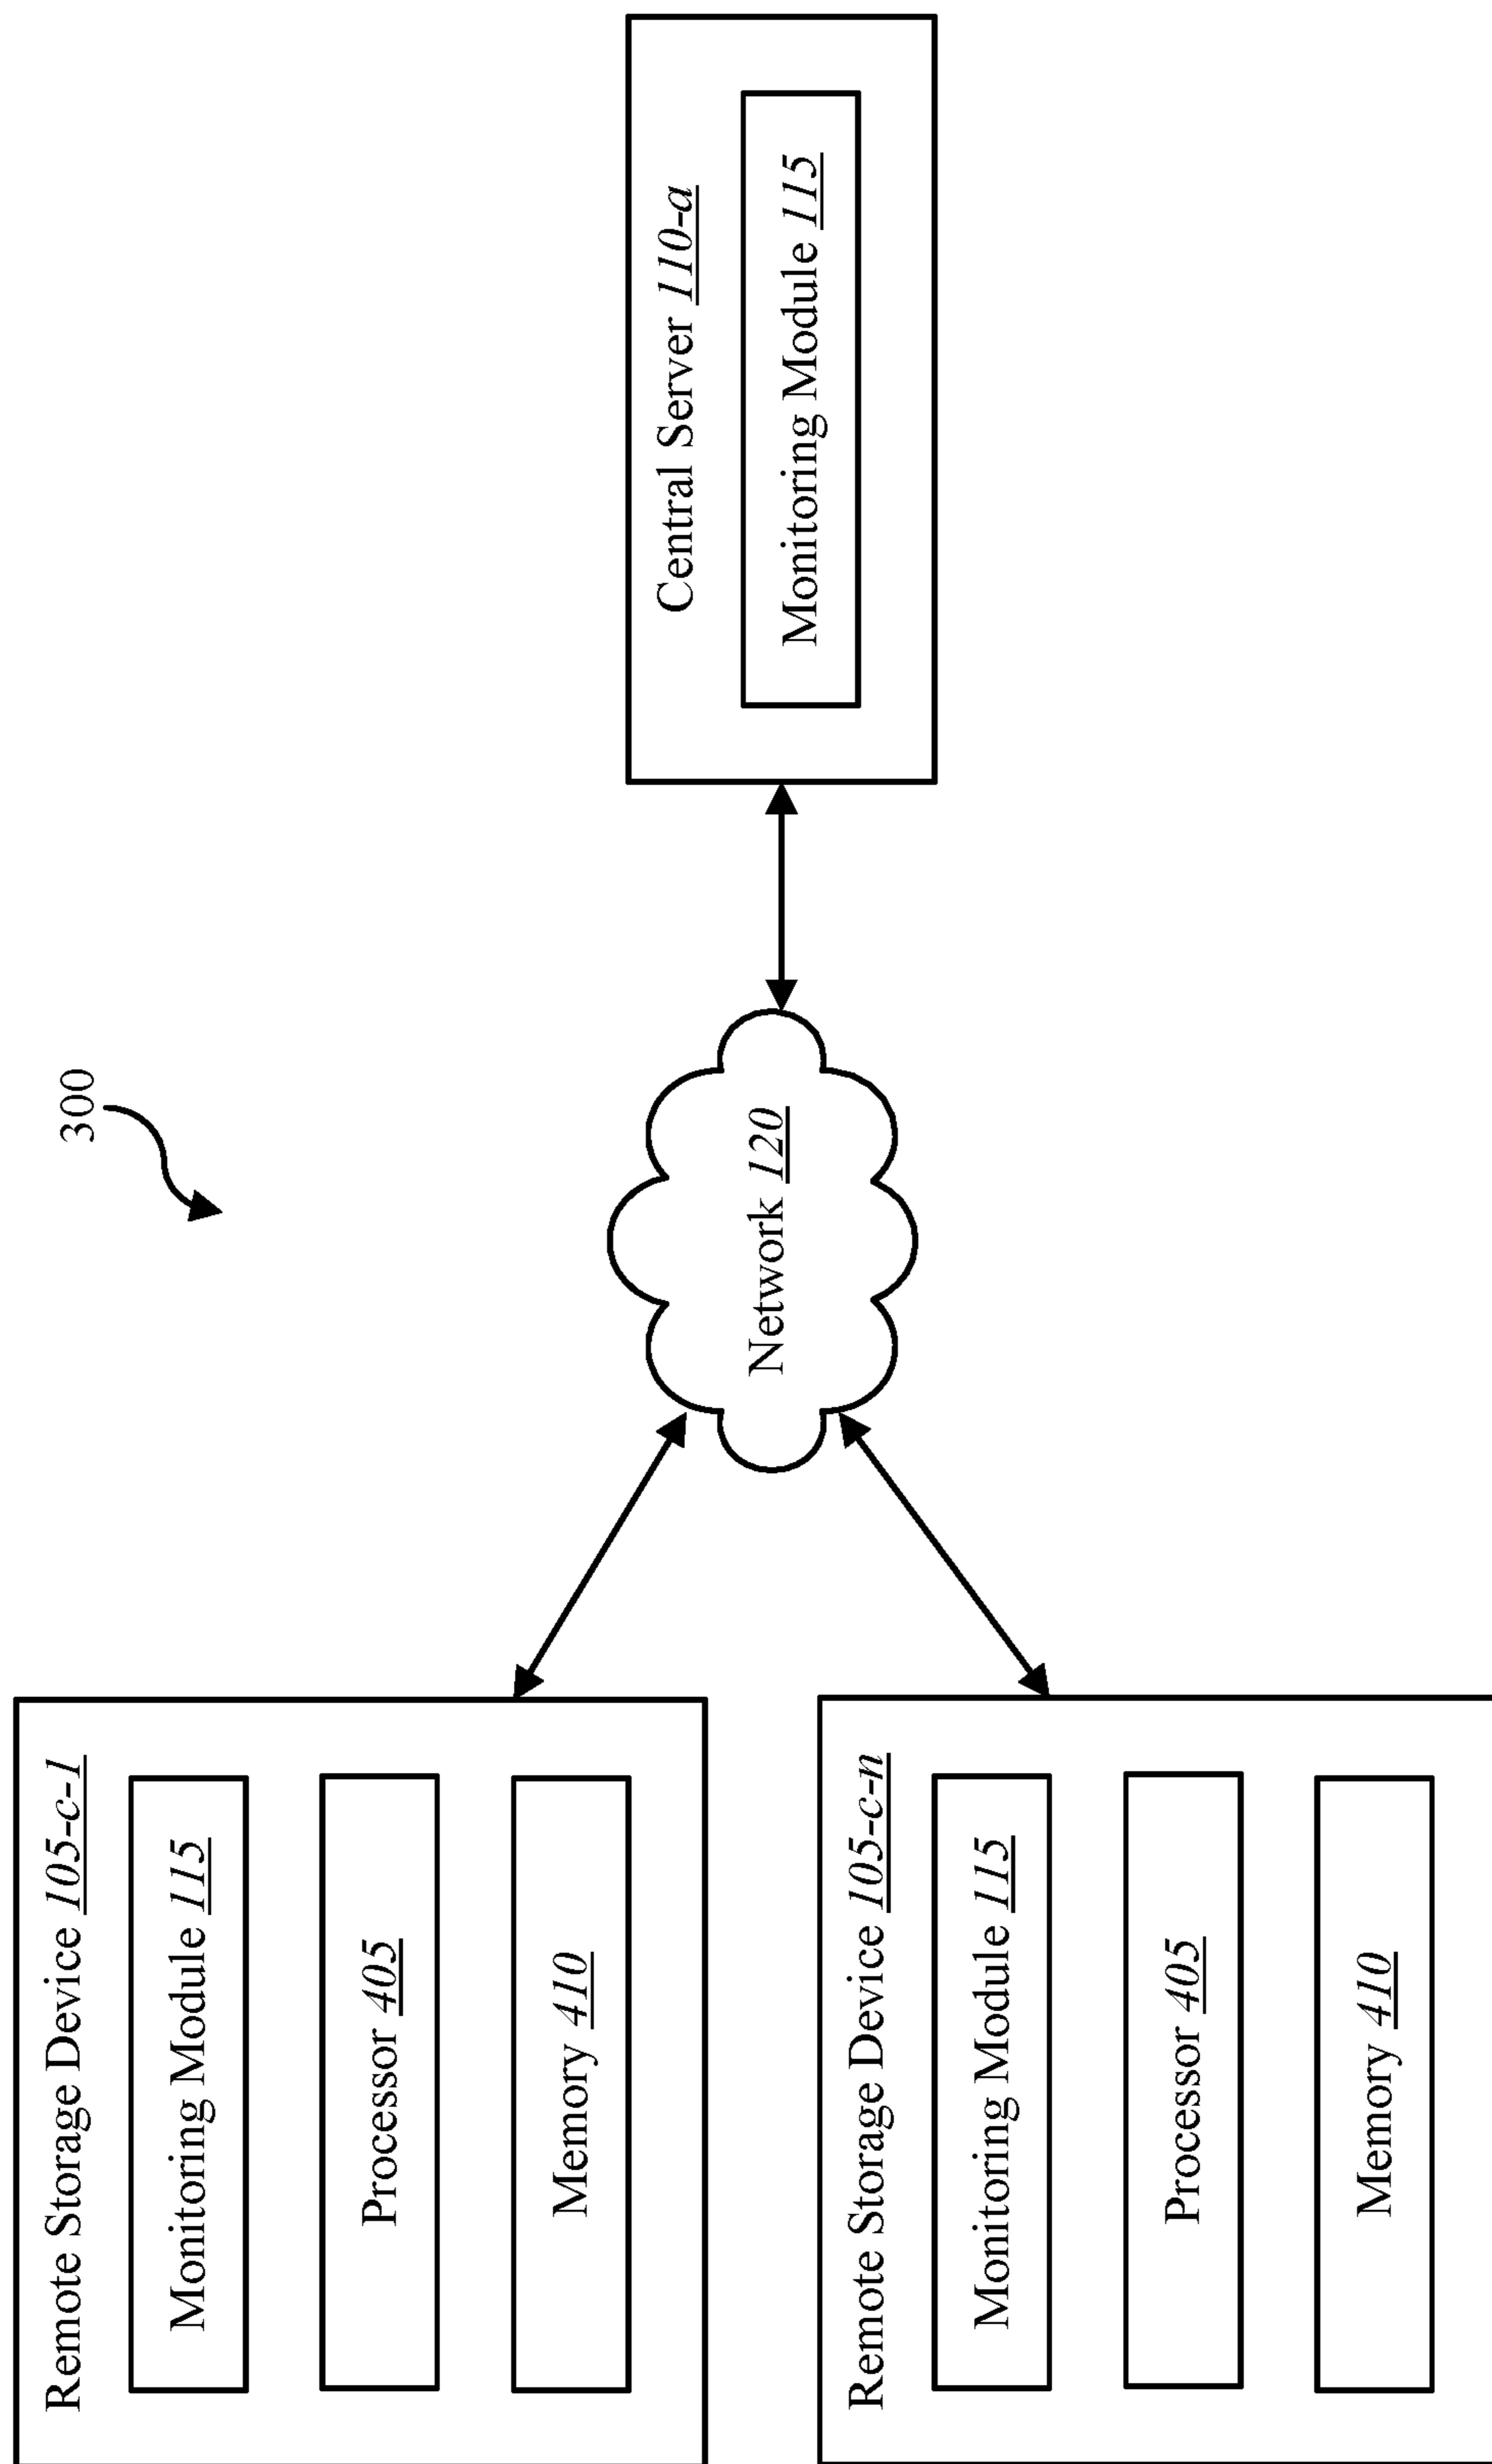 300
Remote Storage Device 105-c-1
Monitoring Module 115
Processor 405
Memory 410
Remote Storage Device 105-c-n
Monitoring Module 115
Processor 405
Memory 410
Network 120
Central Server 110-a
Monitoring Module 115